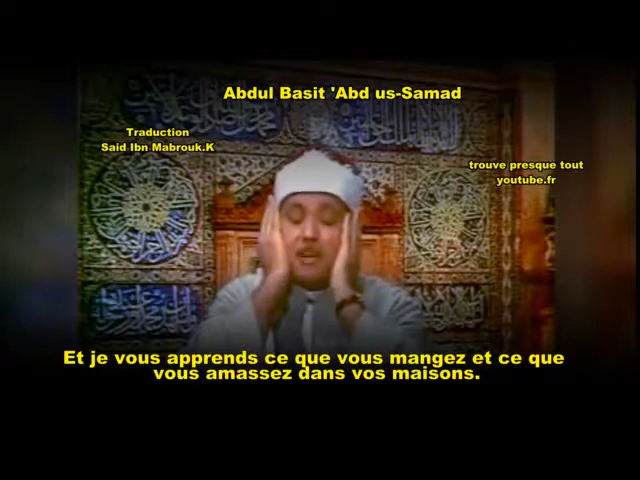 Abdul Basit 'Abd us-Samad
Traduction
Said Ibn Mabrouk.K
trouve presque tout
youtube.fr
Et je vous apprends ce que vous mangez et ce que
vous amassez dans vos maisons.